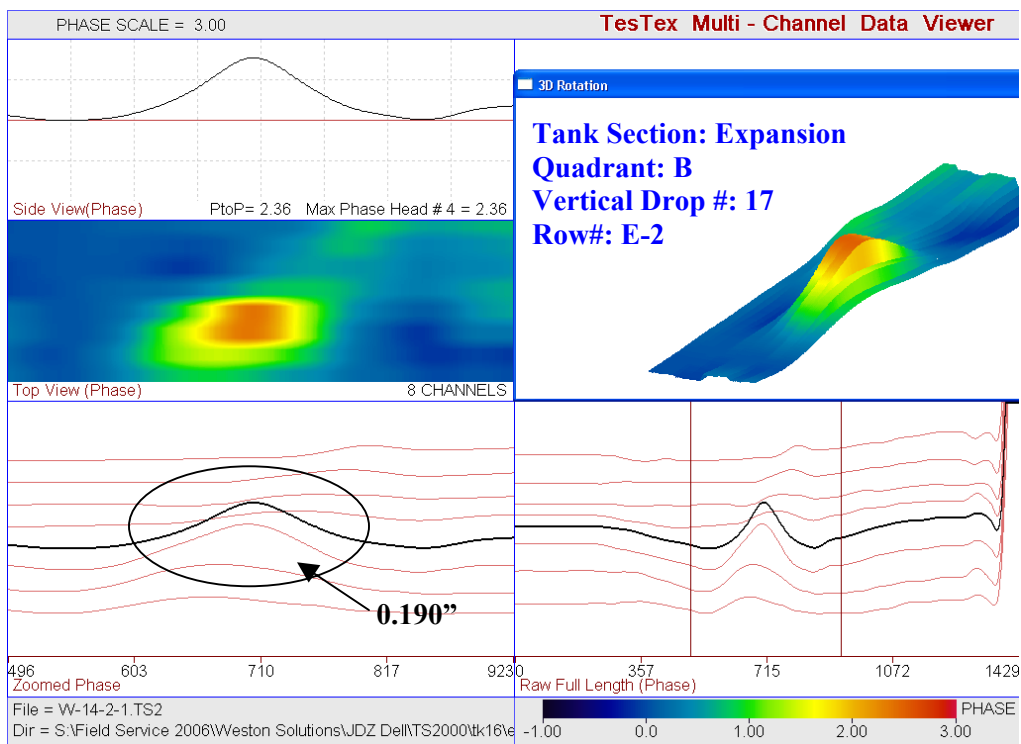 PHASE SCALE = 3.00
TesTex Multi - Channel Data Viewer
Side View(Phase)
PtoP= 2.36 Max Phase Head # 4 = 2.36
3D Rotation
Tank Section: Expansion
Quadrant: B
Vertical Drop #: 17
Row#: E-2
Top View (Phase)
8 CHANNELS
0.190”
496 603 710 817 923
Zoomed Phase
0 357 715 1072 1429
Raw Full Length (Phase)
File = W-14-2-1.TS2
Dir = S:\Field Service 2006\Weston Solutions\JDZ Dell\TS2000\tk16\e
PHASE
-1.00 0.0 1.00 2.00 3.00